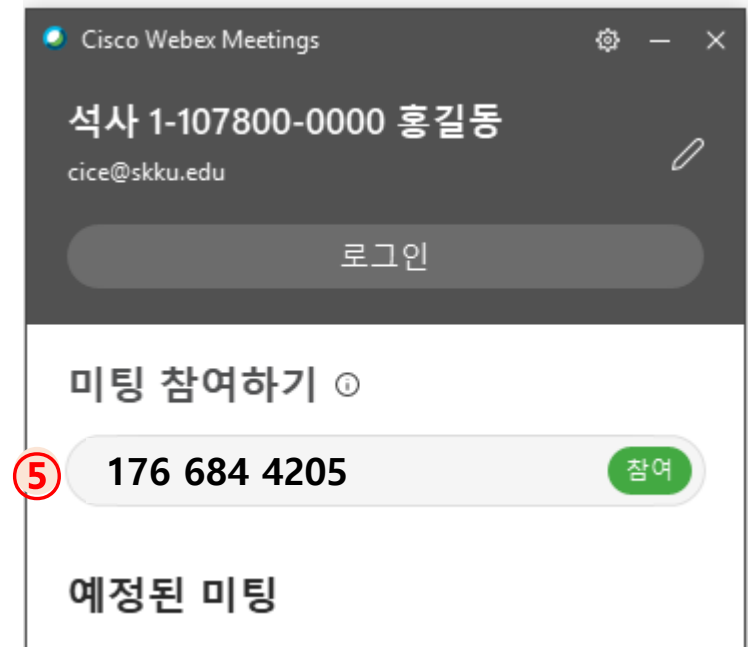 Cisco Webex Meetings
석사 1-107800-0000 홍길동
cice@skku.edu
로그인
미팅 참여하기
⑤ 176 684 4205 참여
예정된 미팅